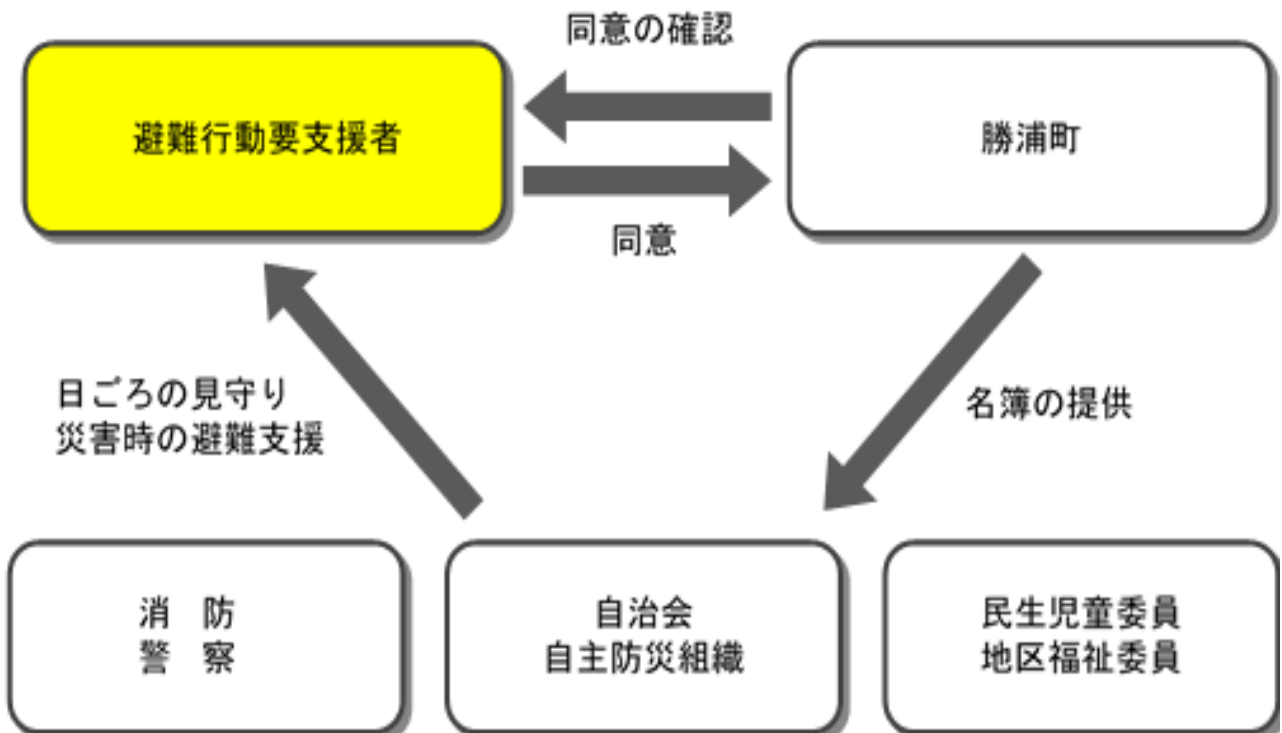 同意の確認
避難行動要支援者
勝浦町
同意
日ごろの見守り
災害時の避難支援
名簿の提供
消　防
警　察
自治会
自主防災組織
民生児童委員
地区福祉委員